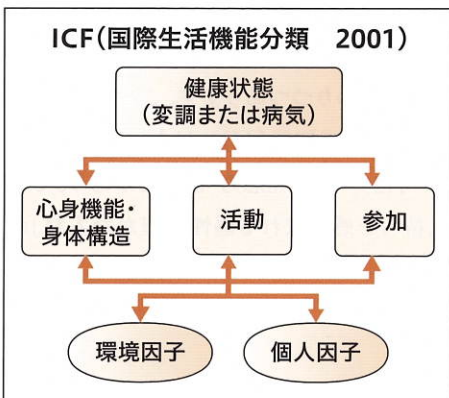 ICF(国際生活機能分類　2001)
健康状態
(変調または病気)
心身機能・
身体構造
活動
参加
環境因子
個人因子